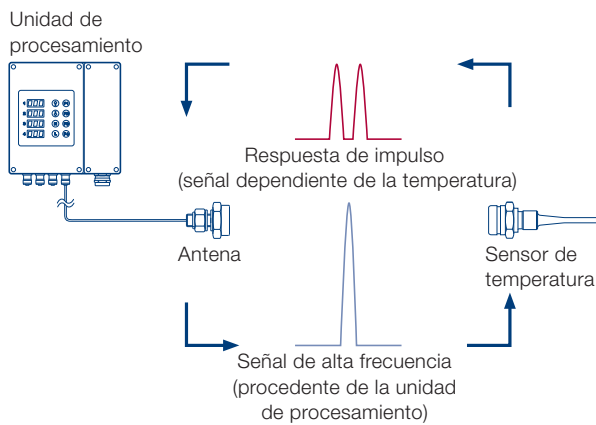 Unidad de
procesamiento
Respuesta de impulso
(señal dependiente de la temperatura)
Antena
Sensor de
temperatura
Señal de alta frecuencia
(procedente de la unidad
de procesamiento)